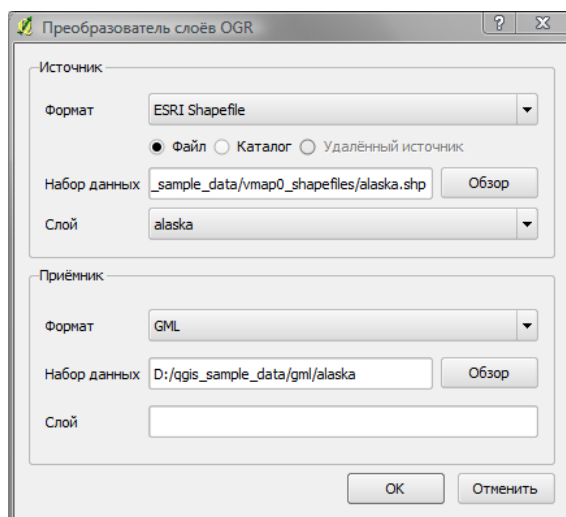 Преобразователь слоёв OGR
Источник
Формат ESRI Shapefile
Файл Каталог Удалённый источник
Набор данных _sample_data/vmap0_shapefiles/alaska.shp Обзор
Слой alaska
Приёмник
Формат GML
Набор данных D:/qgis_sample_data/gml/alaska Обзор
Слой
OK Отменить